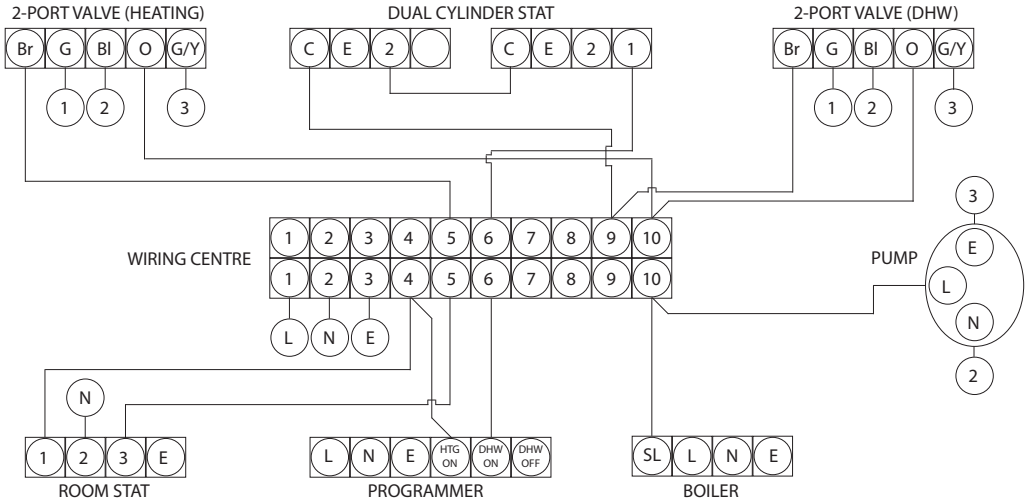 2-PORT VALVE (HEATING)
DUAL CYLINDER STAT
2-PORT VALVE (DHW)
Br G Bl O G/Y
C E 2
C E 2 1
Br G Bl O G/Y
1 2 3
1 2 3
3
WIRING CENTRE
1 2 3 4 5 6 7 8 9 10
1 2 3 4 5 6 7 8 9 10
PUMP
E
L
N
L N E
2
N
1 2 3 E
L N E HTG ON DHW ON DHW OFF
SL L N E
ROOM STAT
PROGRAMMER
BOILER